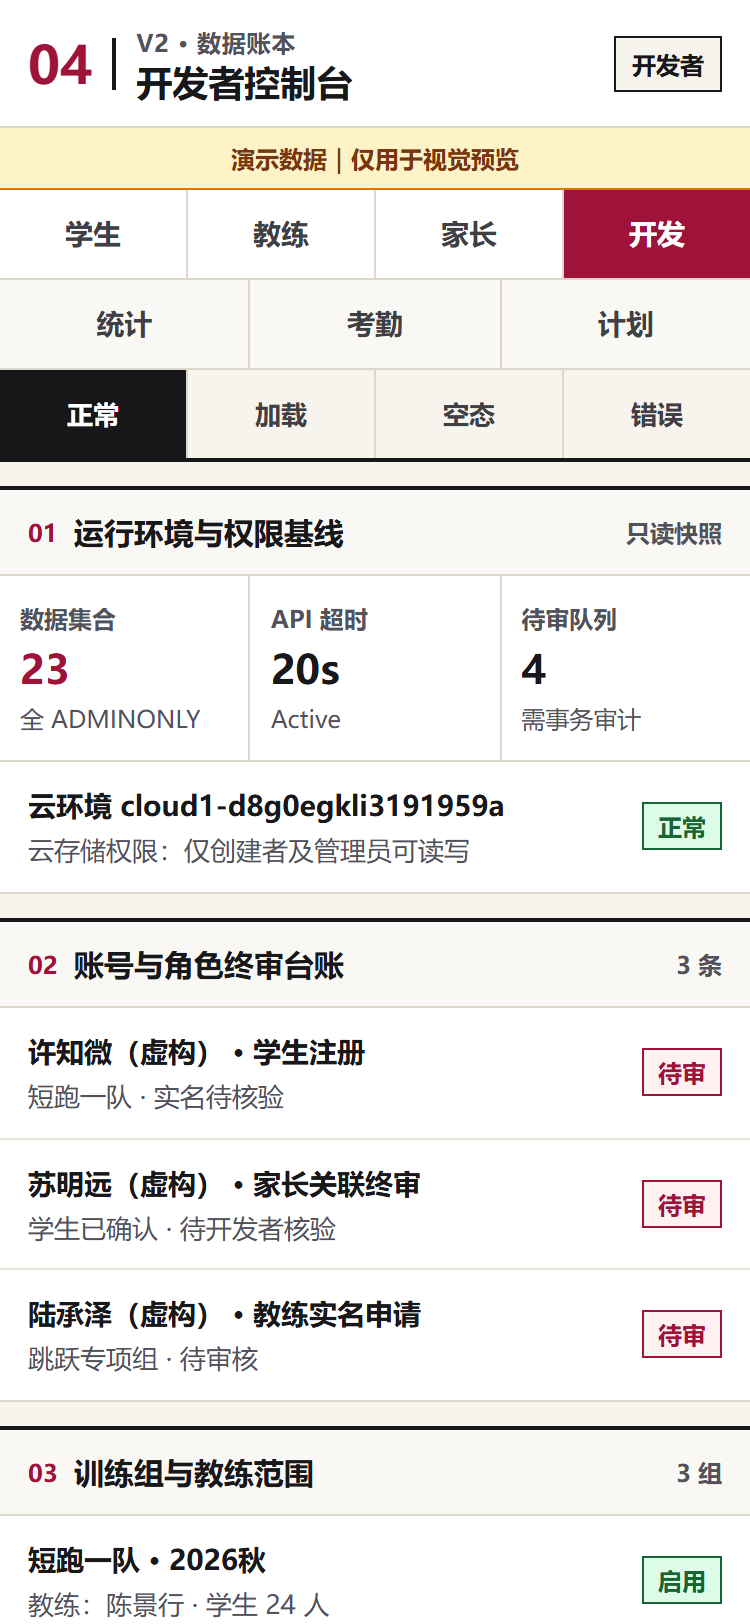 04
V2 • 数据账本
开发者控制台
开发者
演示数据｜仅用于视觉预览
学生 教练 家长 开发
统计 考勤 计划
正常 加载 空态 错误
01 运行环境与权限基线 只读快照
数据集合 API 超时 待审队列
23 20s 4
全 ADMINONLY Active 需事务审计
云环境 cloud1-d8g0egkli3191959a
云存储权限：仅创建者及管理员可读写
正常
02 账号与角色终审台账 3 条
许知微（虚构） • 学生注册
短跑一队 · 实名待核验
待审
苏明远（虚构） • 家长关联终审
学生已确认 · 待开发者核验
待审
陆承泽（虚构） • 教练实名申请
跳跃专项组 · 待审核
待审
03 训练组与教练范围 3 组
短跑一队 • 2026秋
教练：陈景行 · 学生 24 人
启用